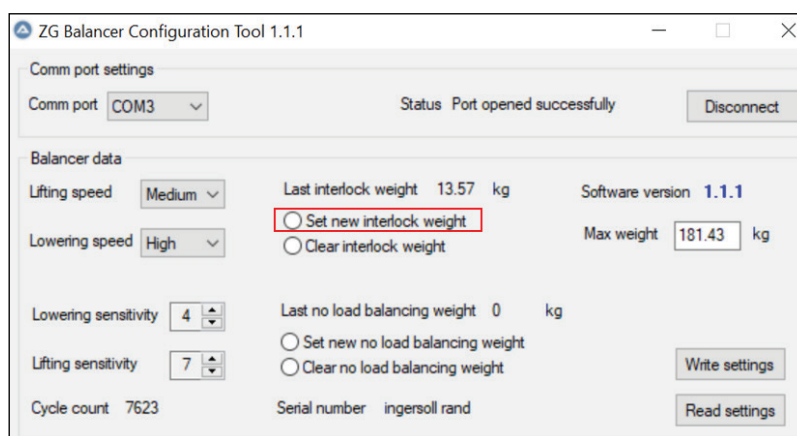 ZG Balancer Configuration Tool 1.1.1
Comm port settings
Comm port COM3 Status Port opened successfully Disconnect
Balancer data
Lifting speed Medium Last interlock weight 13.57 kg Software version 1.1.1
Set new interlock weight
Lowering speed High Clear interlock weight Max weight 181.43 kg
Lowering sensitivity 4 Last no load balancing weight 0 kg
Set new no load balancing weight
Lifting sensitivity 7 Clear no load balancing weight Write settings
Cycle count 7623 Serial number ingersoll rand Read settings